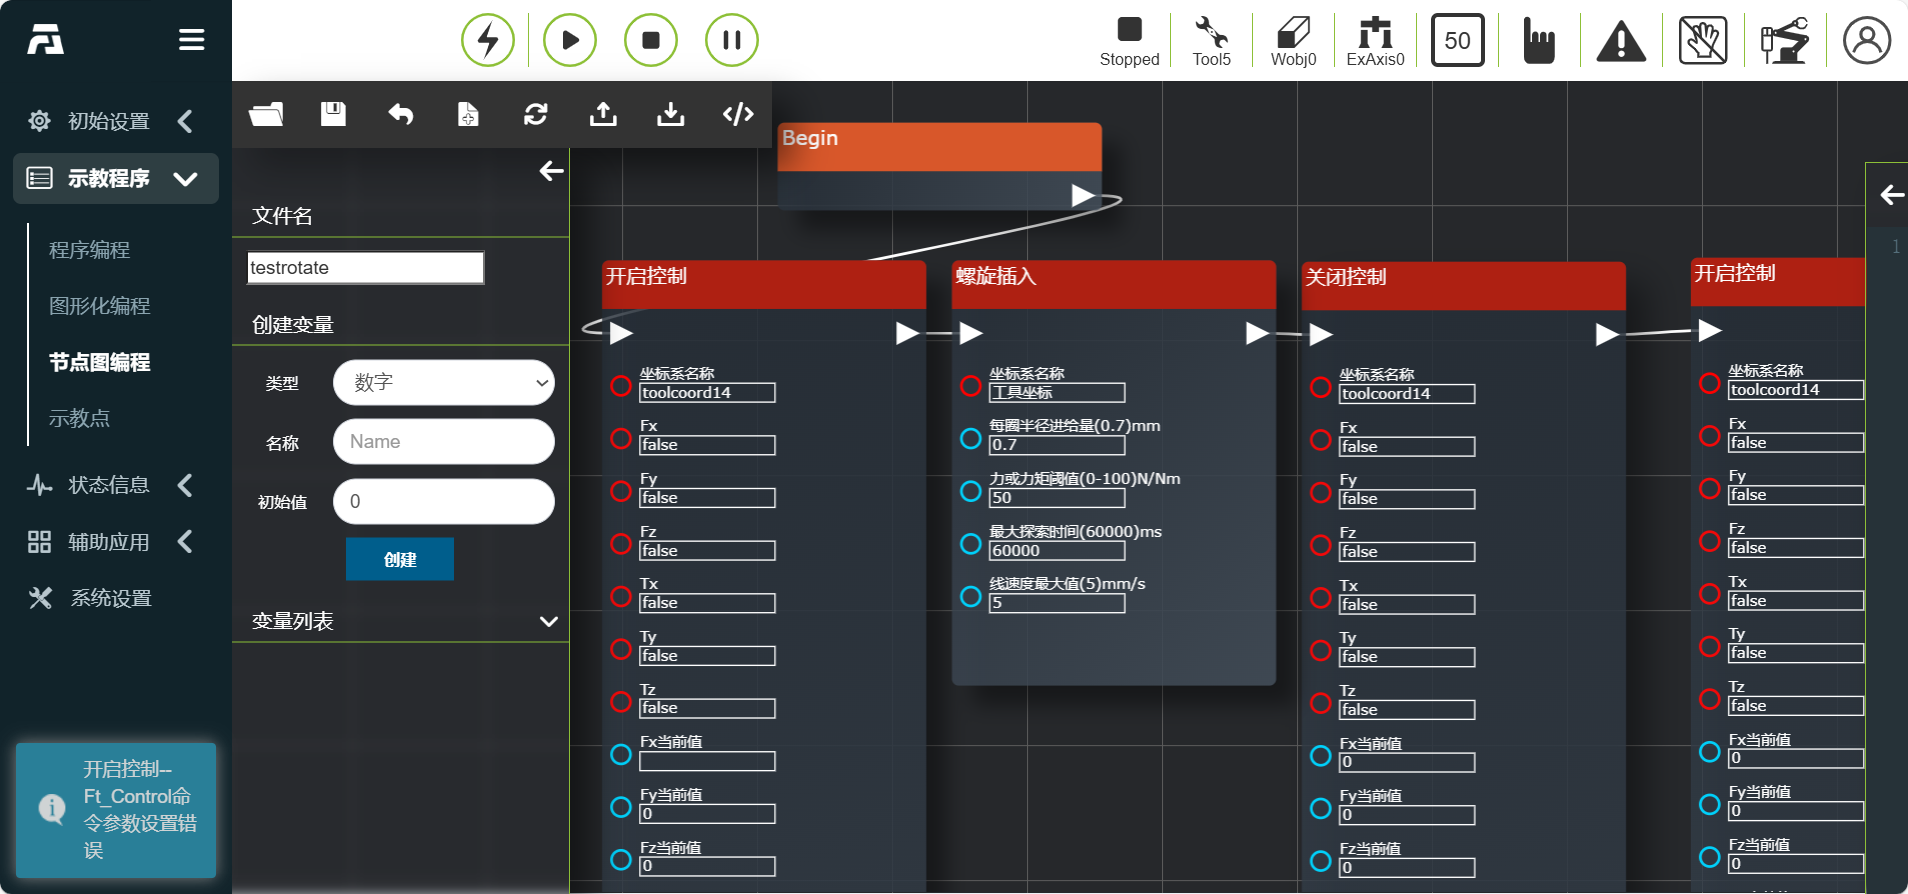 Stopped
Tool5
Wobj0
ExAxis0
50
初始设置
示教程序
程序编程
图形化编程
节点图编程
示教点
状态信息
辅助应用
系统设置
开启控制--
Ft_Control命
令参数设置错
误
文件名
testrotate
创建变量
类型
数字
名称
Name
初始值
0
创建
变量列表
Begin
开启控制
坐标系名称
toolcoord14
Fx
false
Fy
false
Fz
false
Tx
false
Ty
false
Tz
false
Fx当前值
Fy当前值
0
Fz当前值
0
螺旋插入
坐标系名称
工具坐标
每圈半径进给量(0.7)mm
0.7
力或力矩阈值(0-100)N/Nm
50
最大探索时间(60000)ms
60000
线速度最大值(5)mm/s
5
关闭控制
坐标系名称
toolcoord14
Fx
false
Fy
false
Fz
false
Tx
false
Ty
false
Tz
false
Fx当前值
0
Fy当前值
0
Fz当前值
0
开启控制
坐标系名称
toolcoord14
Fx
false
Fy
false
Fz
false
Tx
false
Ty
false
Tz
false
Fx当前值
0
Fy当前值
0
Fz当前值
0
1